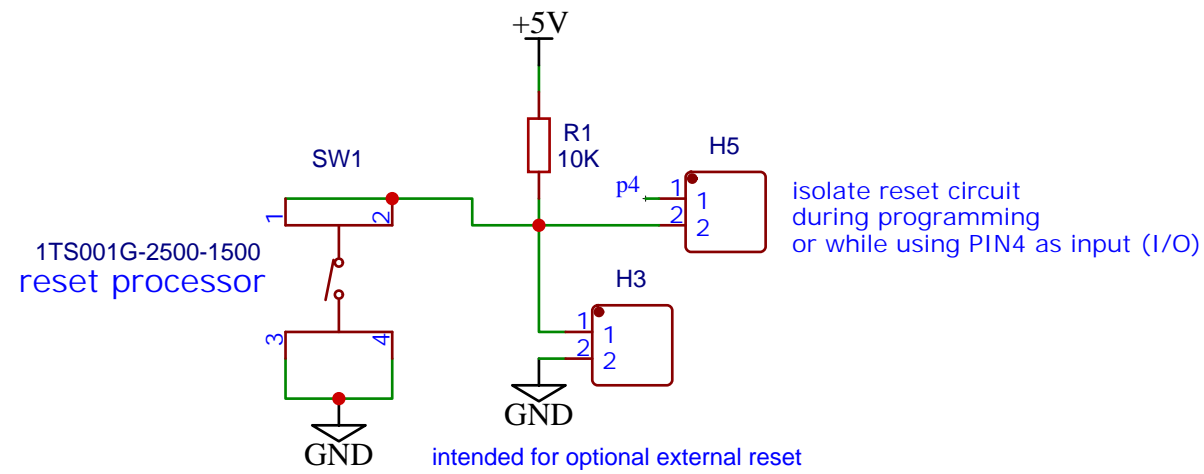 +5V
R1
10K
SW1
H5
p4
1
1
2
2
1
2
isolate reset circuit
during programming
or while using PIN4 as input (I/O)
1TS001G-2500-1500
reset processor
H3
1
1
2
2
3
4
GND
GND
intended for optional external reset